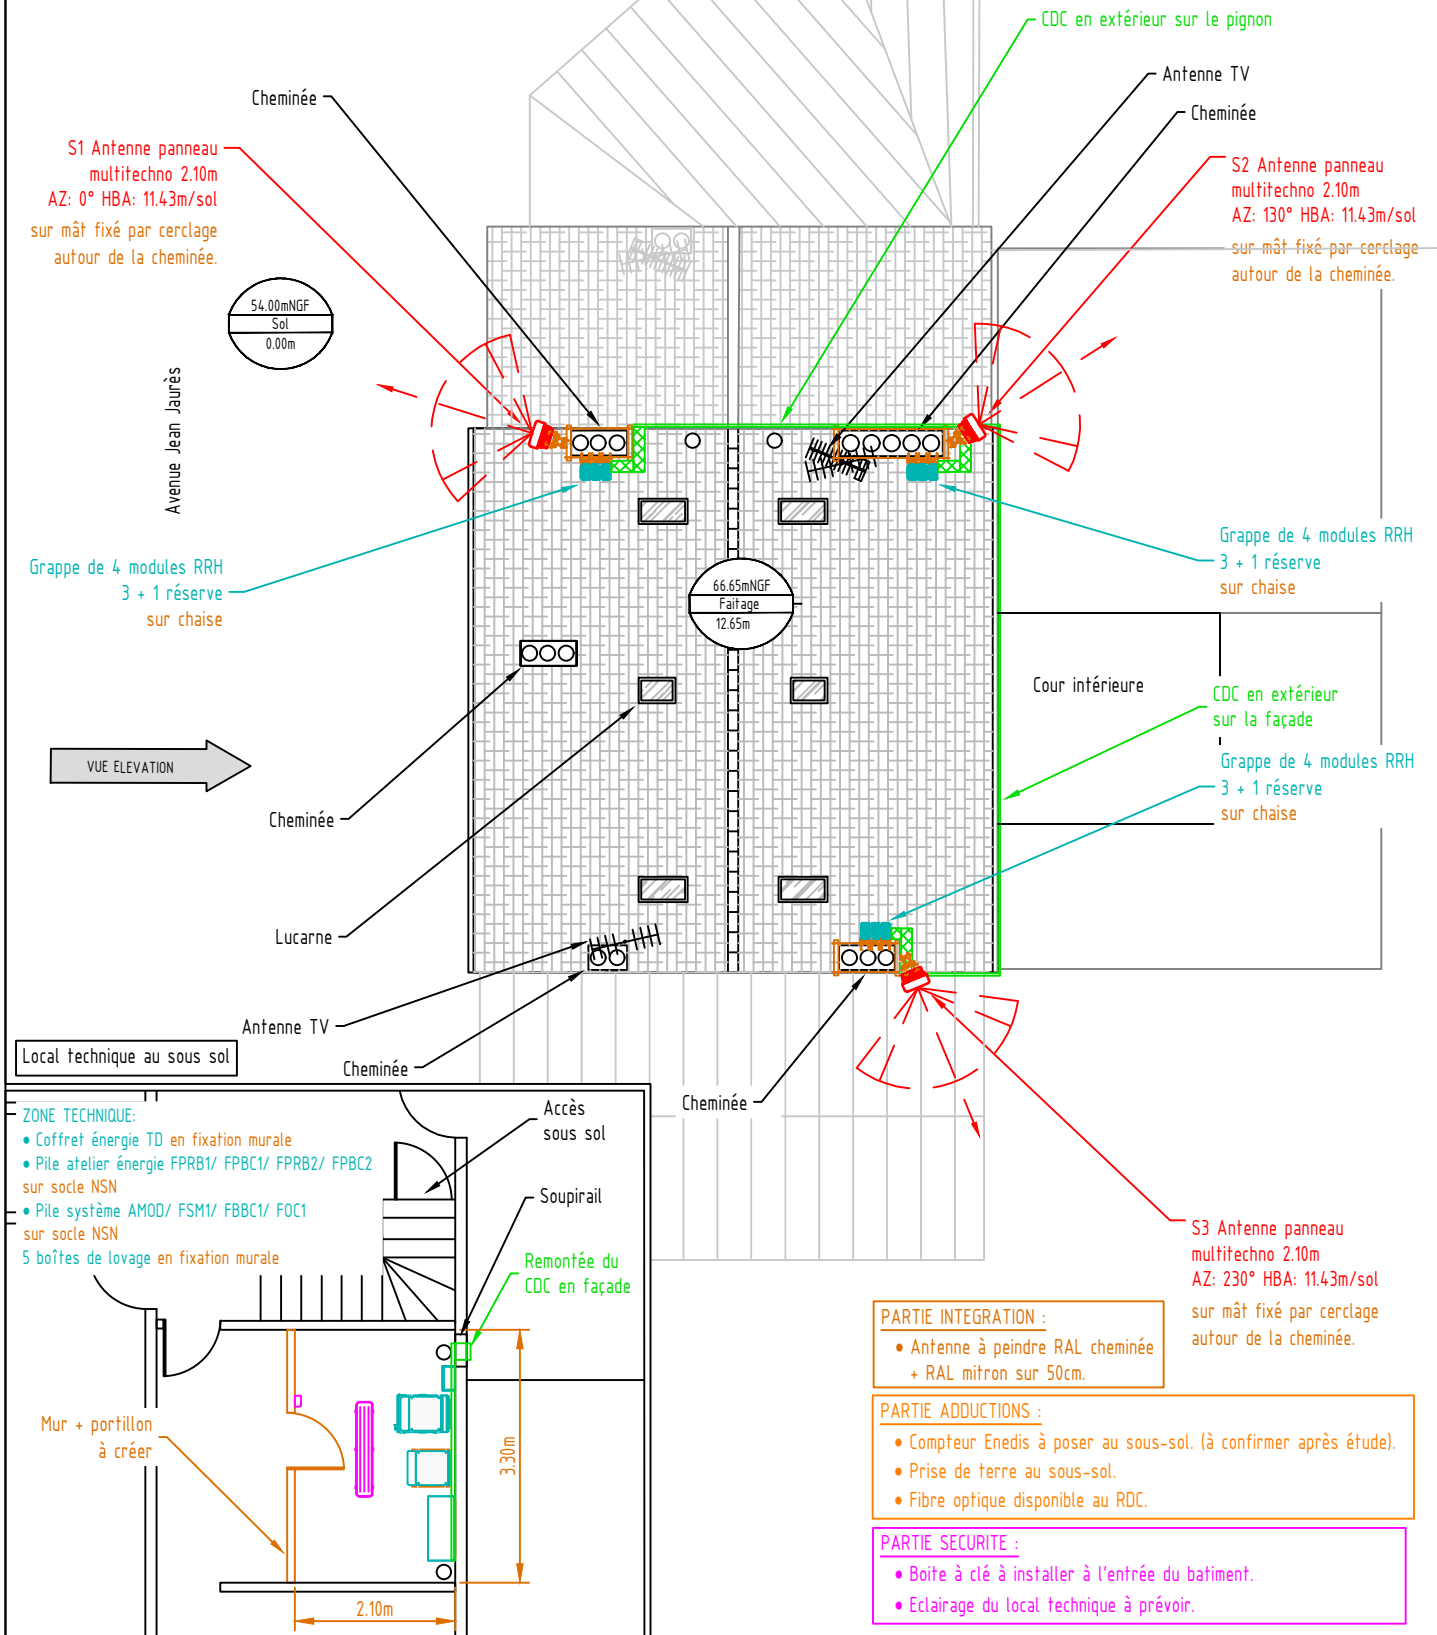 CDC en extérieur sur le pignon
Antenne TV
Cheminée
Cheminée
S1 Antenne panneau
multitechno 2.10m
AZ: 0° HBA: 11.43m/sol
sur mât fixé par cerclage
autour de la cheminée.
S2 Antenne panneau
multitechno 2.10m
AZ: 130° HBA: 11.43m/sol
sur mât fixé par cerclage
autour de la cheminée.
54.00mNGF
Sol
0.00m
Avenue Jean Jaurès
Grappe de 4 modules RRH
3 + 1 réserve
sur chaise
Grappe de 4 modules RRH
3 + 1 réserve
sur chaise
66.65mNGF
Faitage
12.65m
Cour intérieure
CDC en extérieur
sur la façade
VUE ELEVATION
Grappe de 4 modules RRH
3 + 1 réserve
sur chaise
Cheminée
Lucarne
Antenne TV
Cheminée
Cheminée
Local technique au sous sol
ZONE TECHNIQUE:
• Coffret énergie TD en fixation murale
• Pile atelier énergie FPRB1/ FPBC1/ FPRB2/ FPBC2
sur socle NSN
• Pile système AMOD/ FSM1/ FBBC1/ FOC1
sur socle NSN
5 boîtes de lovage en fixation murale
Accès
sous sol
Soupirail
Remontée du
CDC en façade
S3 Antenne panneau
multitechno 2.10m
AZ: 230° HBA: 11.43m/sol
sur mât fixé par cerclage
autour de la cheminée.
Mur + portillon
à créer
3.30m
2.10m
PARTIE INTEGRATION :
• Antenne à peindre RAL cheminée
+ RAL mitron sur 50cm.
PARTIE ADDUCTIONS :
• Compteur Enedis à poser au sous-sol. (à confirmer après étude).
• Prise de terre au sous-sol.
• Fibre optique disponible au RDC.
PARTIE SECURITE :
• Boite à clé à installer à l'entrée du batiment.
• Eclairage du local technique à prévoir.